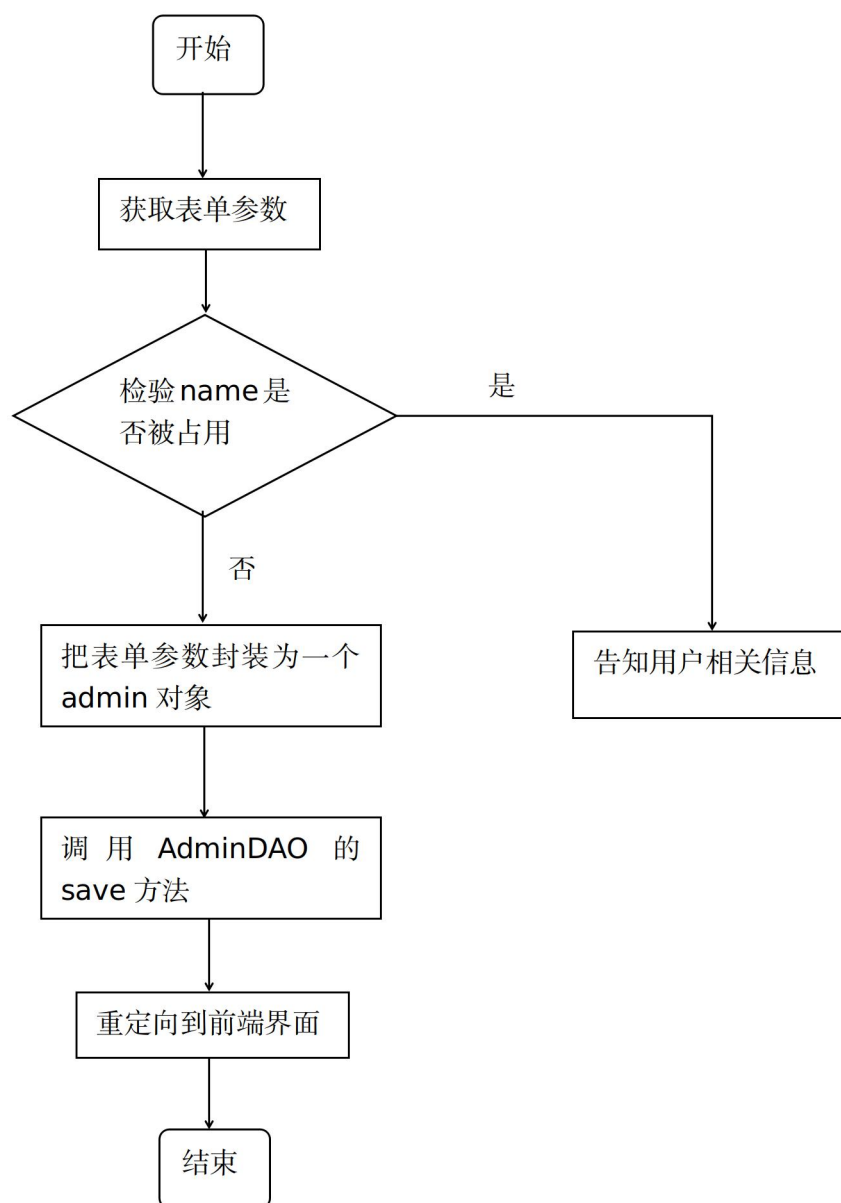 开始
获取表单参数
检验name是
否被占用
是
否
把表单参数封装为一个
admin 对象
告知用户相关信息
调用 AdminDAO 的
save 方法
重定向到前端界面
结束